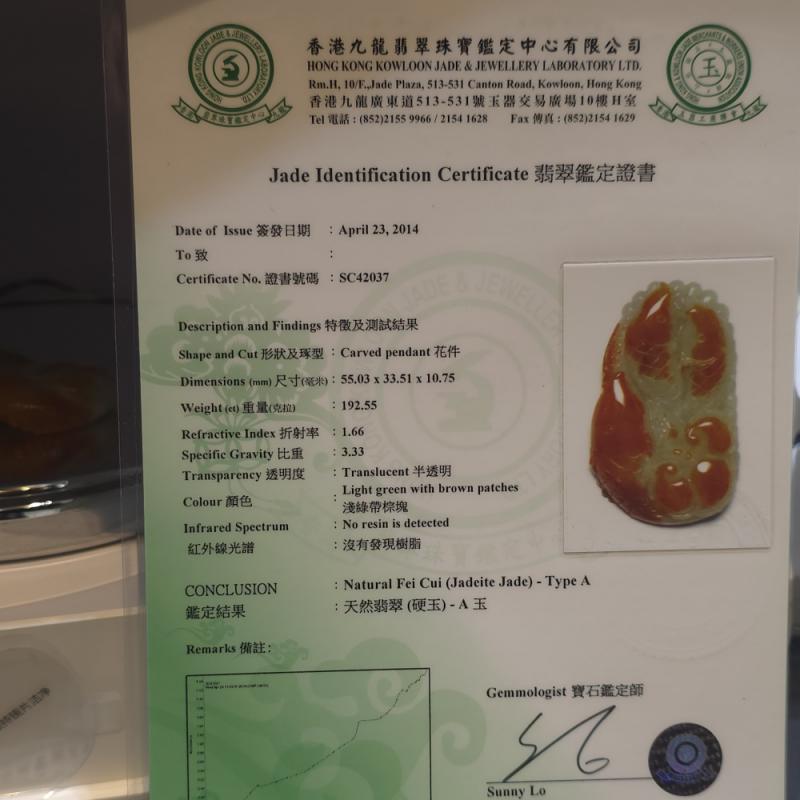 香港九龍翡翠珠寶鑑定中心有限公司
HONG KONG KOWLOON JADE & JEWELLERY LABORATORY LTD.
Rm.H, 10/F.,Jade Plaza, 513-531 Canton Road, Kowloon, Hong Kong
香港九龍廣東道513-531號玉器交易廣場10樓H室
Tel 電話 : (852)2155 9966 / 2154 1628 Fax 傳真 : (852)2154 1629
Jade Identification Certificate 翡翠鑑定證書
Date of Issue 簽發日期 : April 23, 2014
To 致 :
Certificate No. 證書號碼 : SC42037
Description and Findings 特徵及測試結果
Shape and Cut 形狀及琢型 : Carved pendant 花件
Dimensions (mm) 尺寸(毫米) : 55.03 x 33.51 x 10.75
Weight (ct) 重量(克拉) : 192.55
Refractive Index 折射率 : 1.66
Specific Gravity 比重 : 3.33
Transparency 透明度 : Translucent 半透明
Colour 顏色 : Light green with brown patches
淺綠帶棕塊
Infrared Spectrum : No resin is detected
紅外線光譜 : 沒有發現樹脂
CONCLUSION : Natural Fei Cui (Jadeite Jade) - Type A
鑑定結果 : 天然翡翠 (硬玉) - A 玉
Remarks 備註:
Gemmologist 寶石鑑定師
Sunny Lo